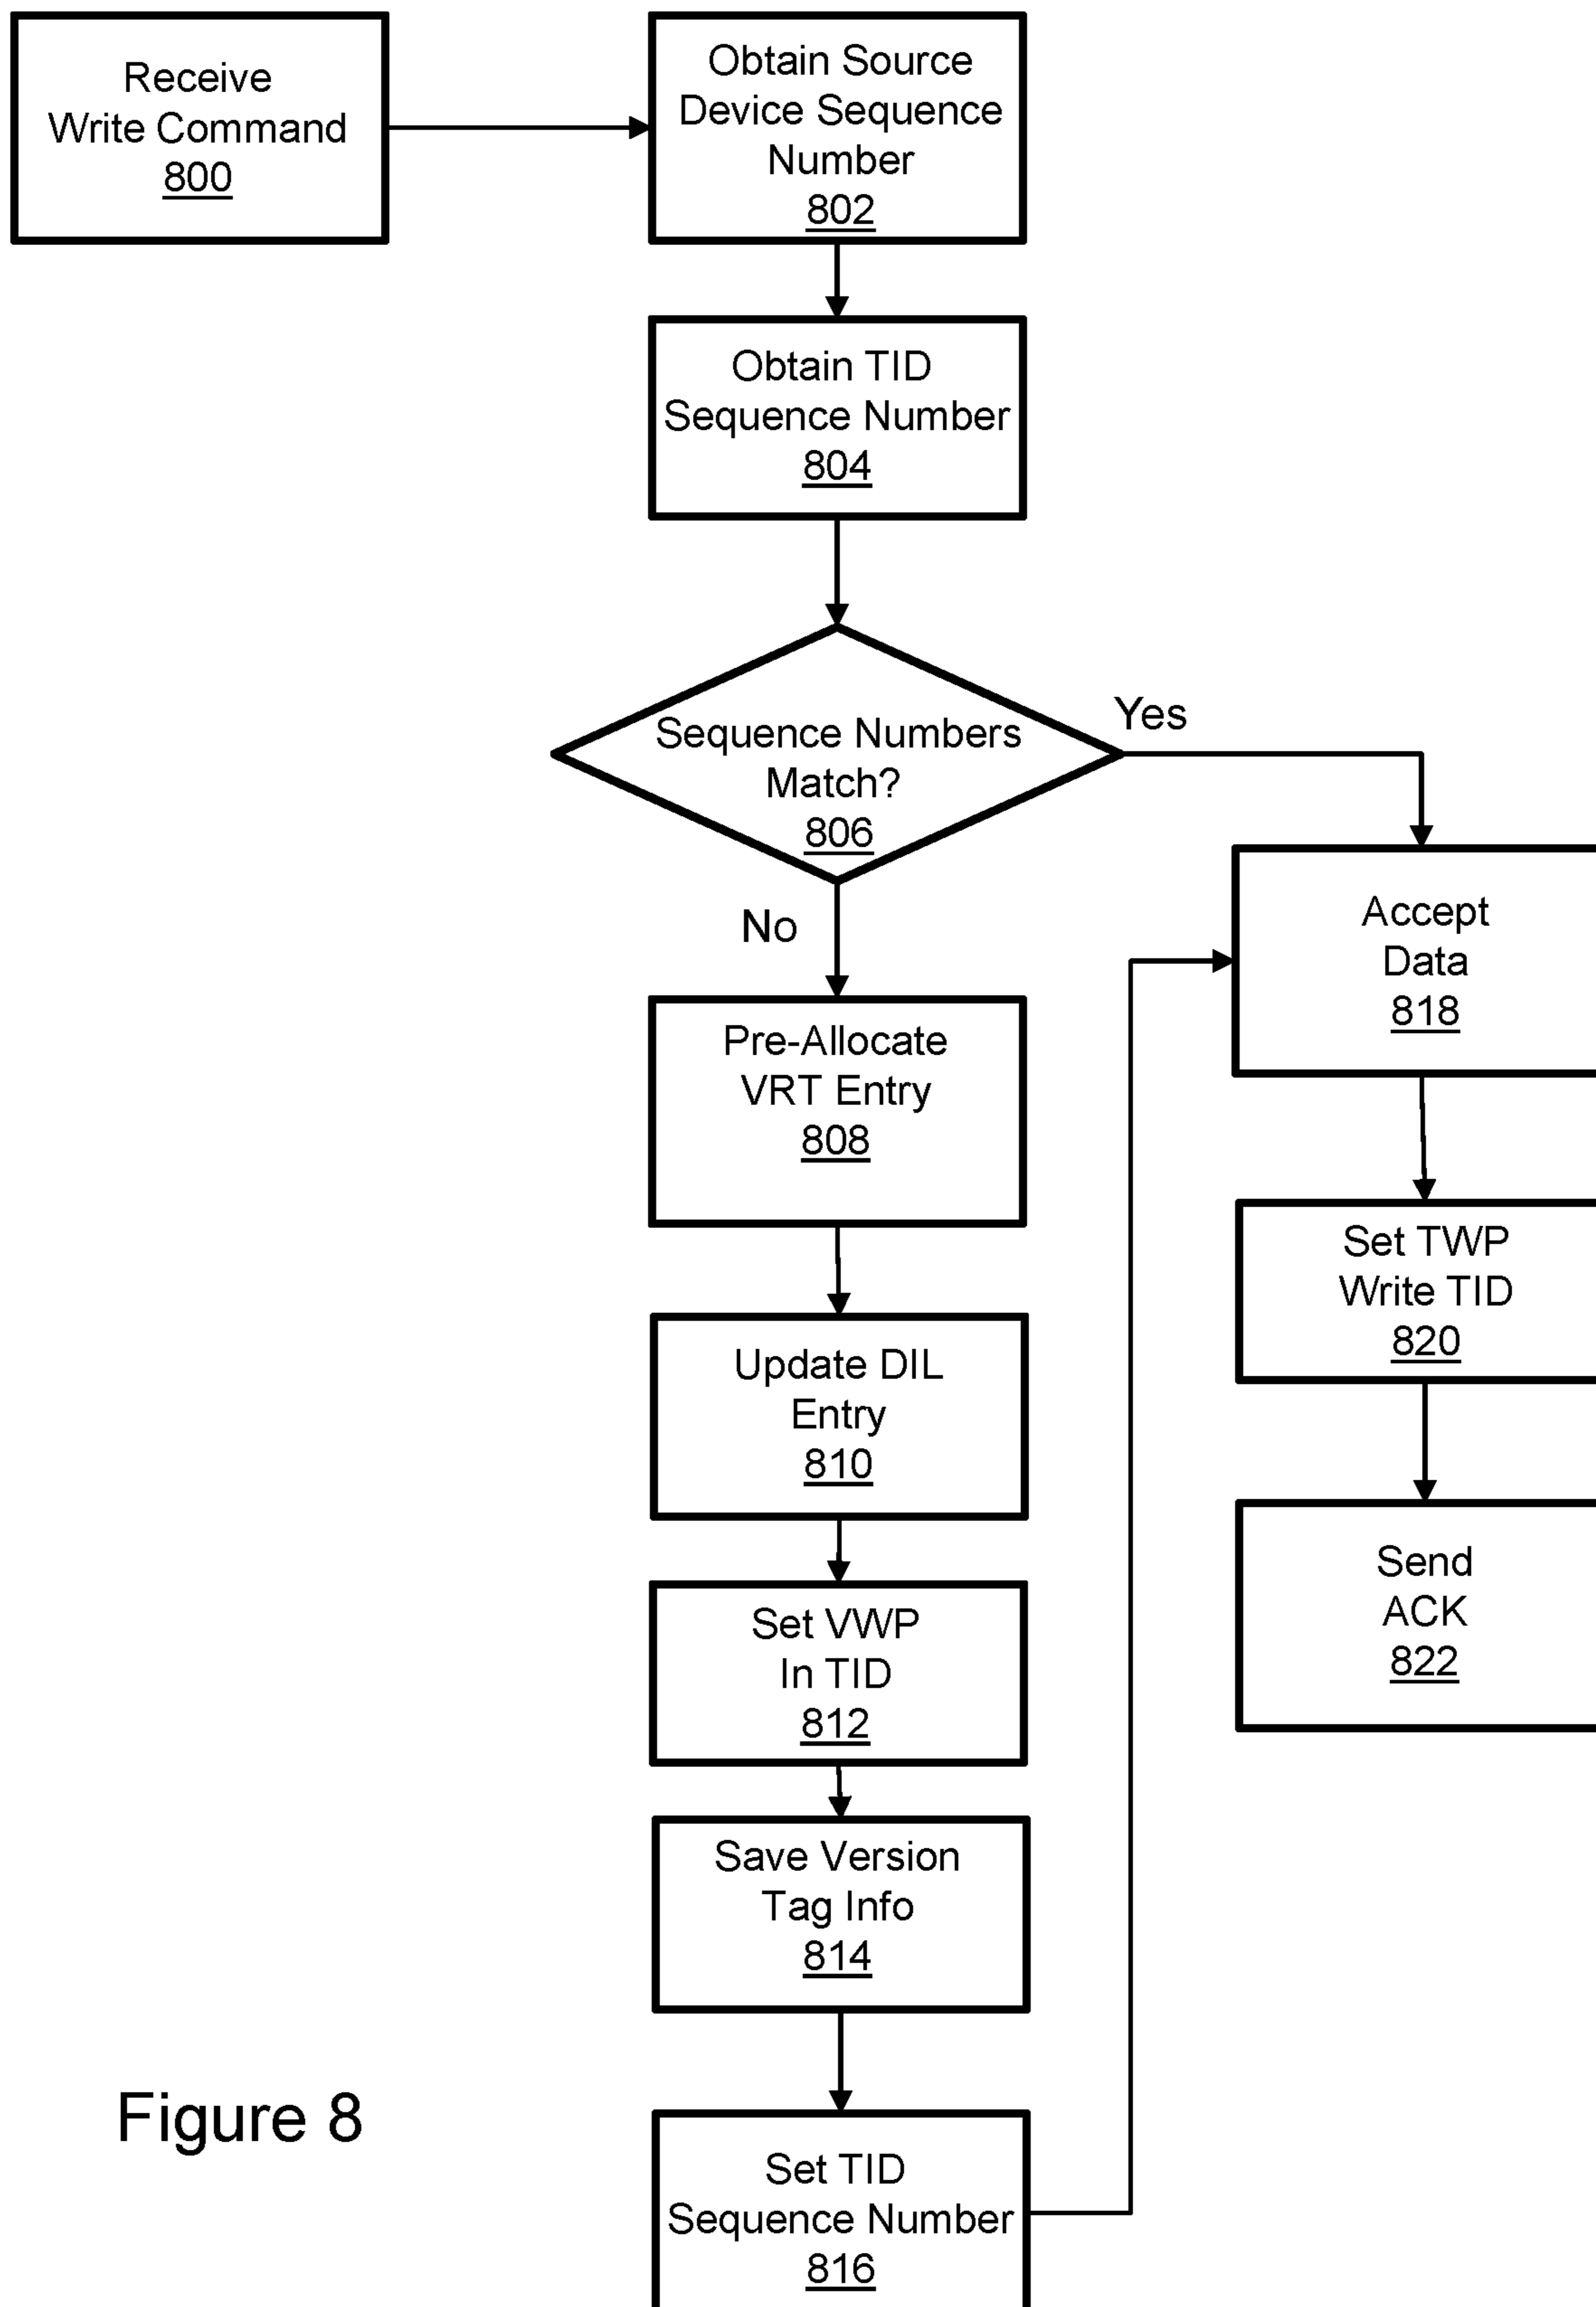 Receive
Write Command
800
Obtain Source
Device Sequence
Number
802
Obtain TID
Sequence Number
804
Sequence Numbers
Match?
806
Yes
No
Pre-Allocate
VRT Entry
808
Update DIL
Entry
810
Set VWP
In TID
812
Save Version
Tag Info
814
Set TID
Sequence Number
816
Accept
Data
818
Set TWP
Write TID
820
Send
ACK
822
Figure 8